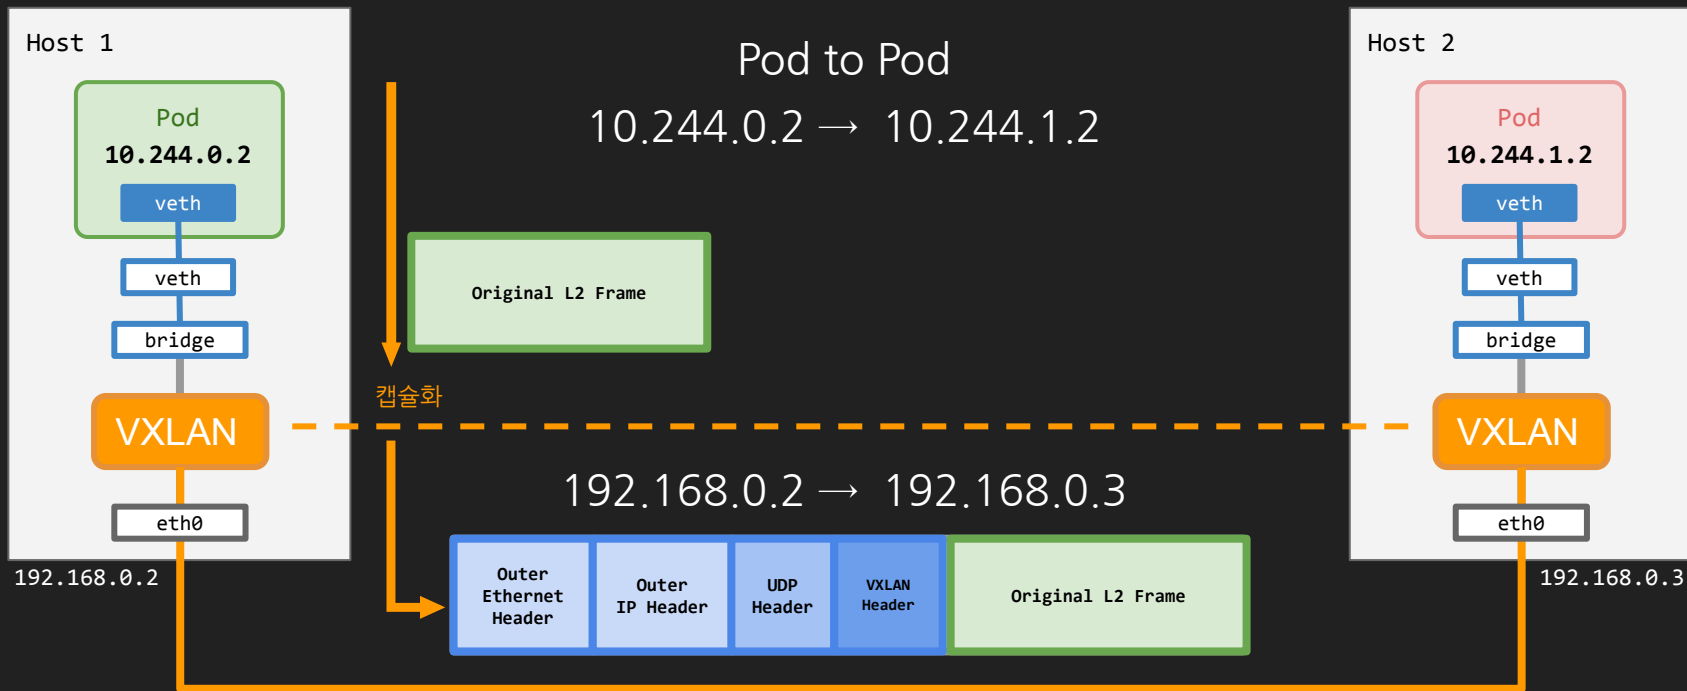 Host 1
Pod
10.244.0.2
veth
veth
bridge
VXLAN
eth0
192.168.0.2
Pod to Pod
10.244.0.2 → 10.244.1.2
Original L2 Frame
캡슐화
192.168.0.2 → 192.168.0.3
Outer
Ethernet
Header
Outer
IP Header
UDP
Header
VXLAN
Header
Original L2 Frame
Host 2
Pod
10.244.1.2
veth
veth
bridge
VXLAN
eth0
192.168.0.3